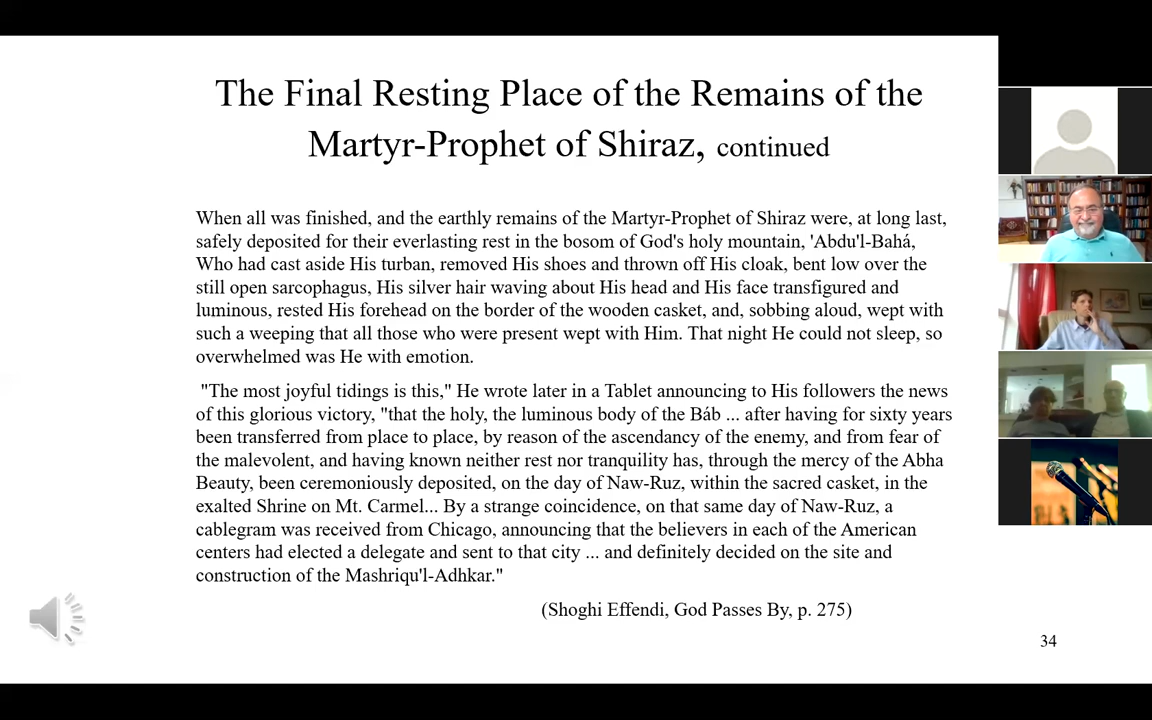 The Final Resting Place of the Remains of the
Martyr-Prophet of Shiraz, continued
When all was finished, and the earthly remains of the Martyr-Prophet of Shiraz were, at long last,
safely deposited for their everlasting rest in the bosom of God's holy mountain, 'Abdu'l-Bahá,
Who had cast aside His turban, removed His shoes and thrown off His cloak, bent low over the
still open sarcophagus, His silver hair waving about His head and His face transfigured and
luminous, rested His forehead on the border of the wooden casket, and, sobbing aloud, wept with
such a weeping that all those who were present wept with Him. That night He could not sleep, so
overwhelmed was He with emotion.
"The most joyful tidings is this," He wrote later in a Tablet announcing to His followers the news
of this glorious victory, "that the holy, the luminous body of the Báb ... after having for sixty years
been transferred from place to place, by reason of the ascendancy of the enemy, and from fear of
the malevolent, and having known neither rest nor tranquility has, through the mercy of the Abha
Beauty, been ceremoniously deposited, on the day of Naw-Ruz, within the sacred casket, in the
exalted Shrine on Mt. Carmel... By a strange coincidence, on that same day of Naw-Ruz, a
cablegram was received from Chicago, announcing that the believers in each of the American
centers had elected a delegate and sent to that city ... and definitely decided on the site and
construction of the Mashriqu'l-Adhkar."
(Shoghi Effendi, God Passes By, p. 275)
34